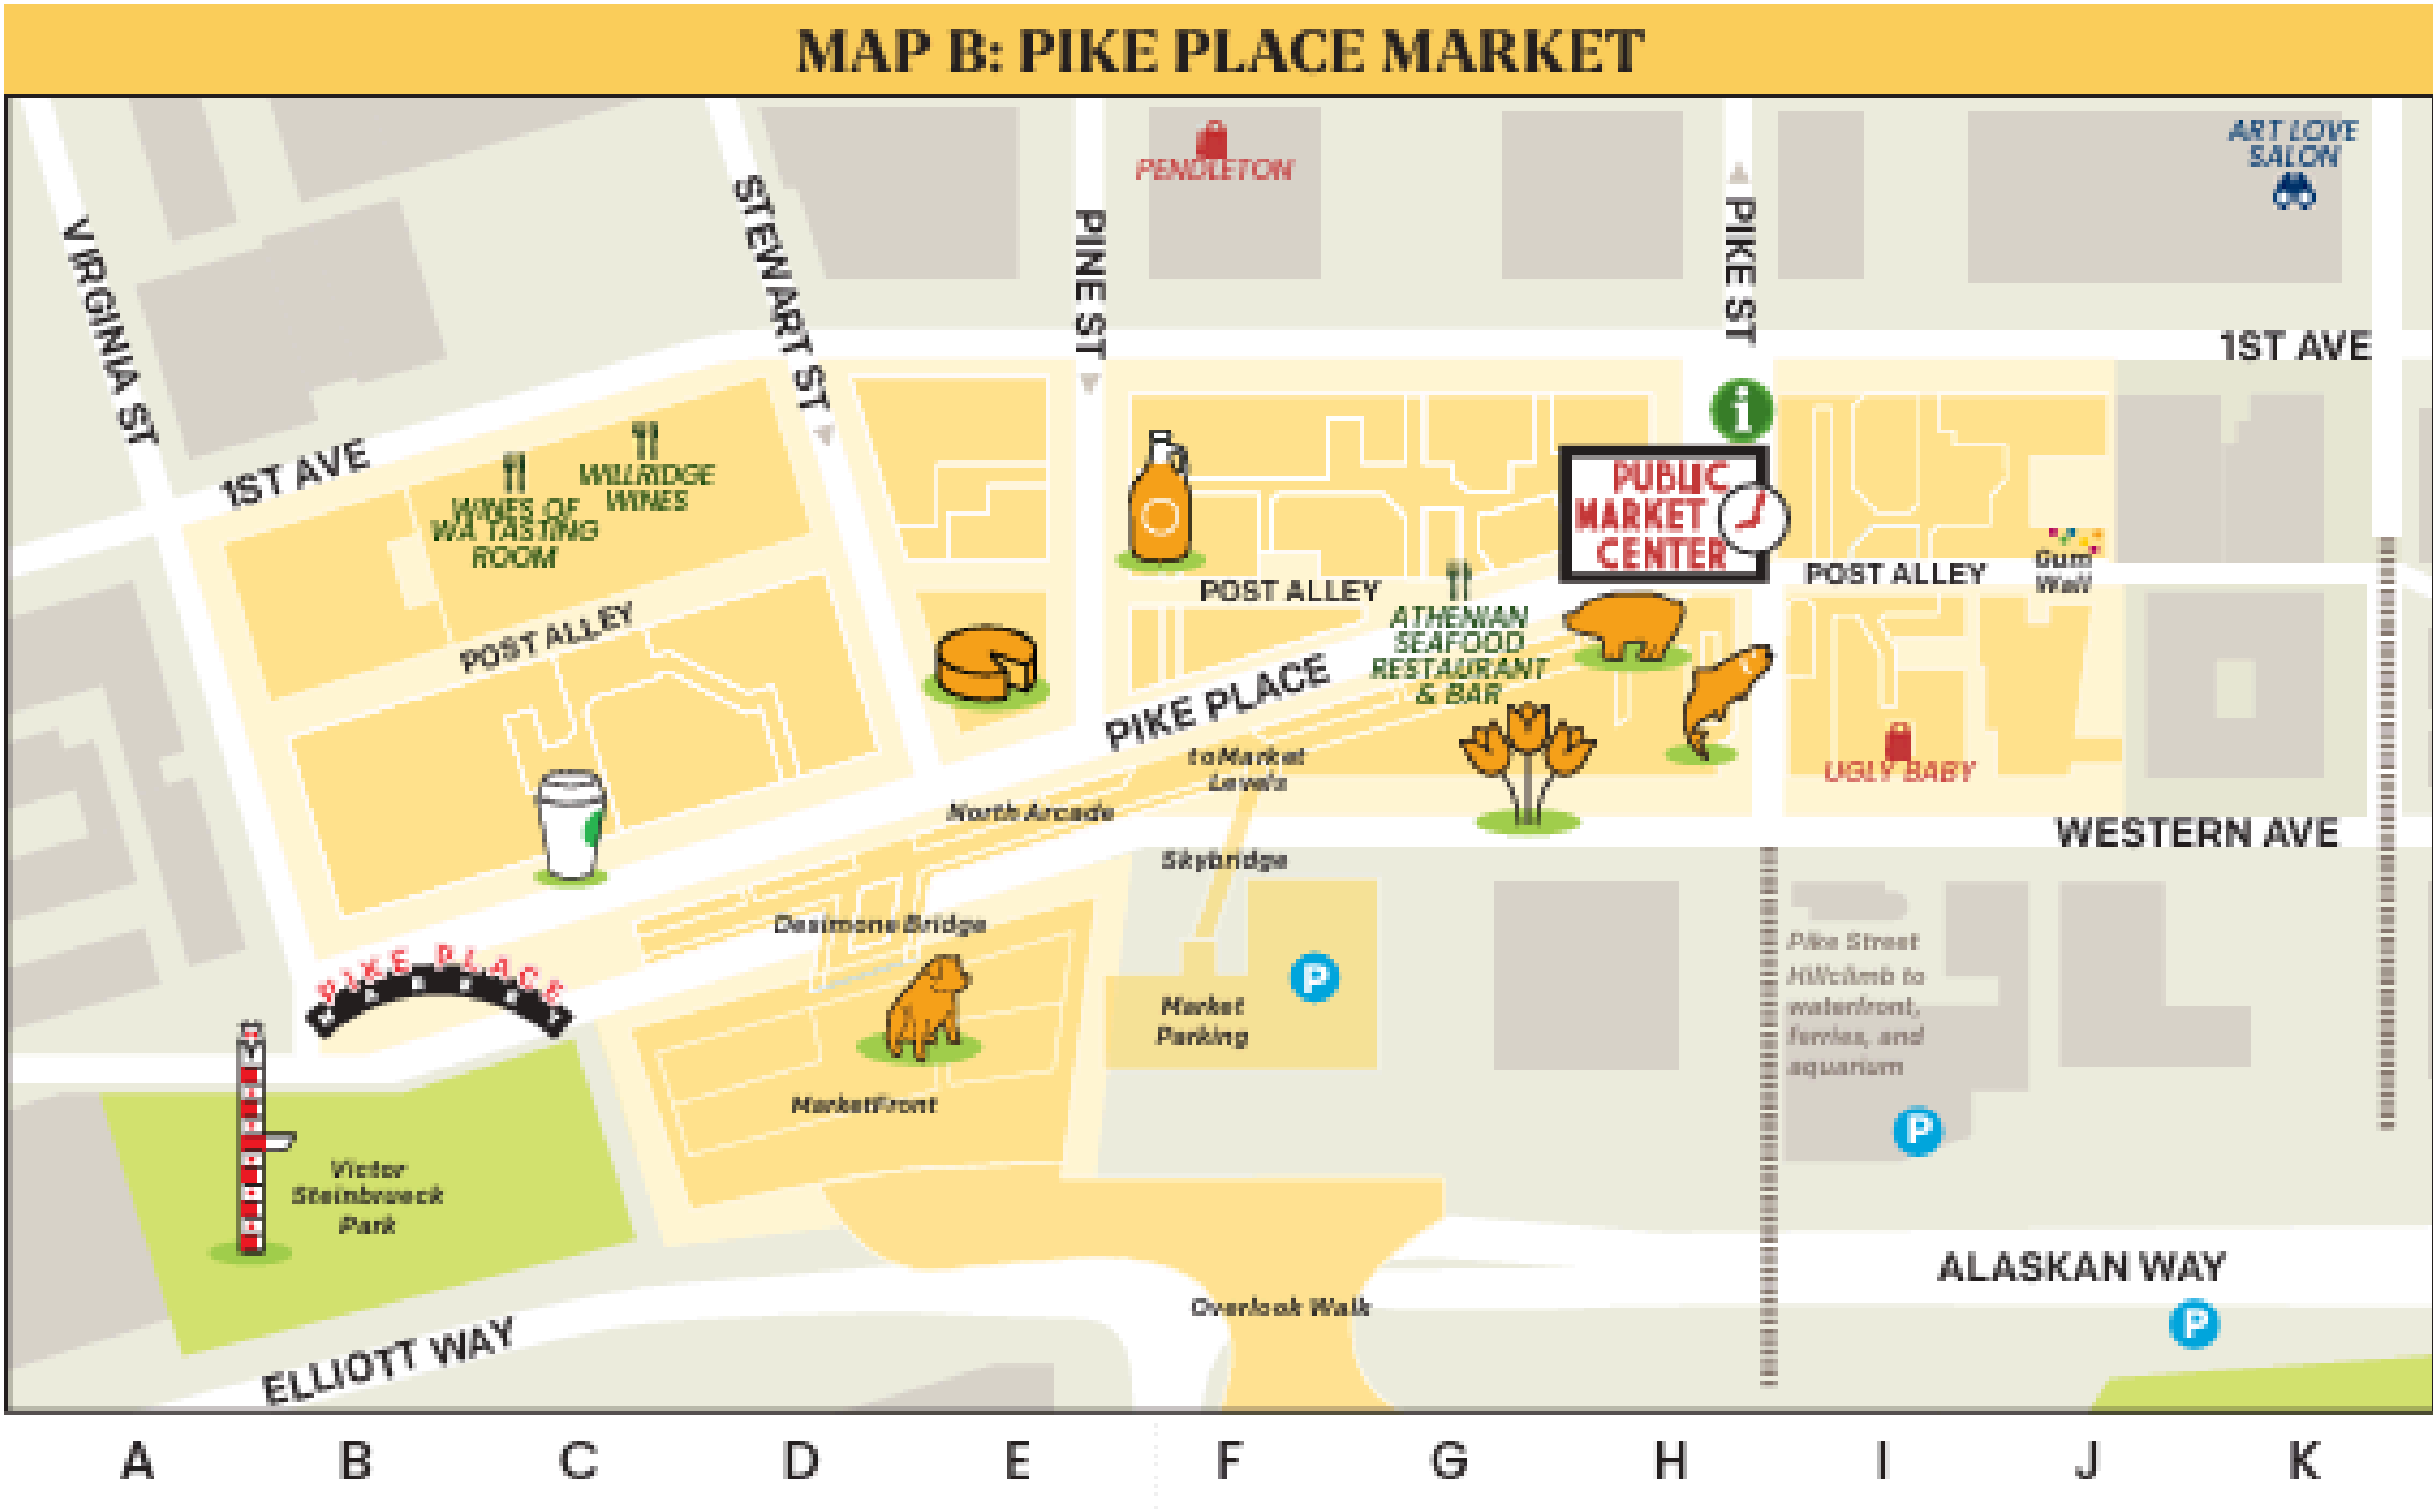 MAP B: PIKE PLACE MARKET
ART LOVE
SALON
PENDLETON
VIRGINIA ST
STEWART ST
PINE ST
PIKE ST
1ST AVE
1ST AVE
i
WILLRIDGE
WINES
WINES OF
WA TASTING
ROOM
PUBLIC
MARKET
CENTER
POST ALLEY
POST ALLEY
POST ALLEY
Gum
Wall
ATHENIAN
SEAFOOD
RESTAURANT
& BAR
PIKE PLACE
to Market
Levels
UGLY BABY
North Arcade
WESTERN AVE
Skybridge
Desimone Bridge
PIKE PLACE
Market
Parking
P
Pike Street
Hillclimb to
waterfront,
ferries, and
aquarium
MarketFront
P
Victor
Steinbrueck
Park
ALASKAN WAY
Overlook Walk
P
ELLIOTT WAY
A B C D E F G H I J K